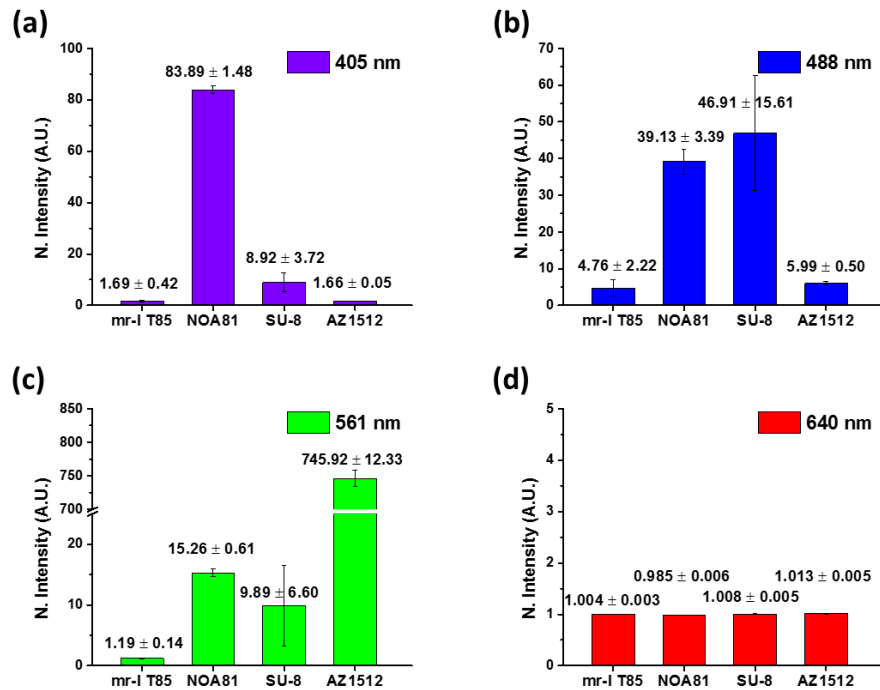 (a)
405 nm
N. Intensity (A.U.)
100
80
60
40
20
0
1.69 ± 0.42
83.89 ± 1.48
8.92 ± 3.72
1.66 ± 0.05
mr-I T85 NOA81 SU-8 AZ1512
(b)
488 nm
N. Intensity (A.U.)
70
60
50
40
30
20
10
0
4.76 ± 2.22
39.13 ± 3.39
46.91 ± 15.61
5.99 ± 0.50
mr-I T85 NOA81 SU-8 AZ1512
(c)
561 nm
N. Intensity (A.U.)
850
800
750
700
20
10
0
1.19 ± 0.14
15.26 ± 0.61
9.89 ± 6.60
745.92 ± 12.33
mr-I T85 NOA81 SU-8 AZ1512
(d)
640 nm
N. Intensity (A.U.)
5
4
3
2
1
0
1.004 ± 0.003
0.985 ± 0.006
1.008 ± 0.005
1.013 ± 0.005
mr-I T85 NOA81 SU-8 AZ1512